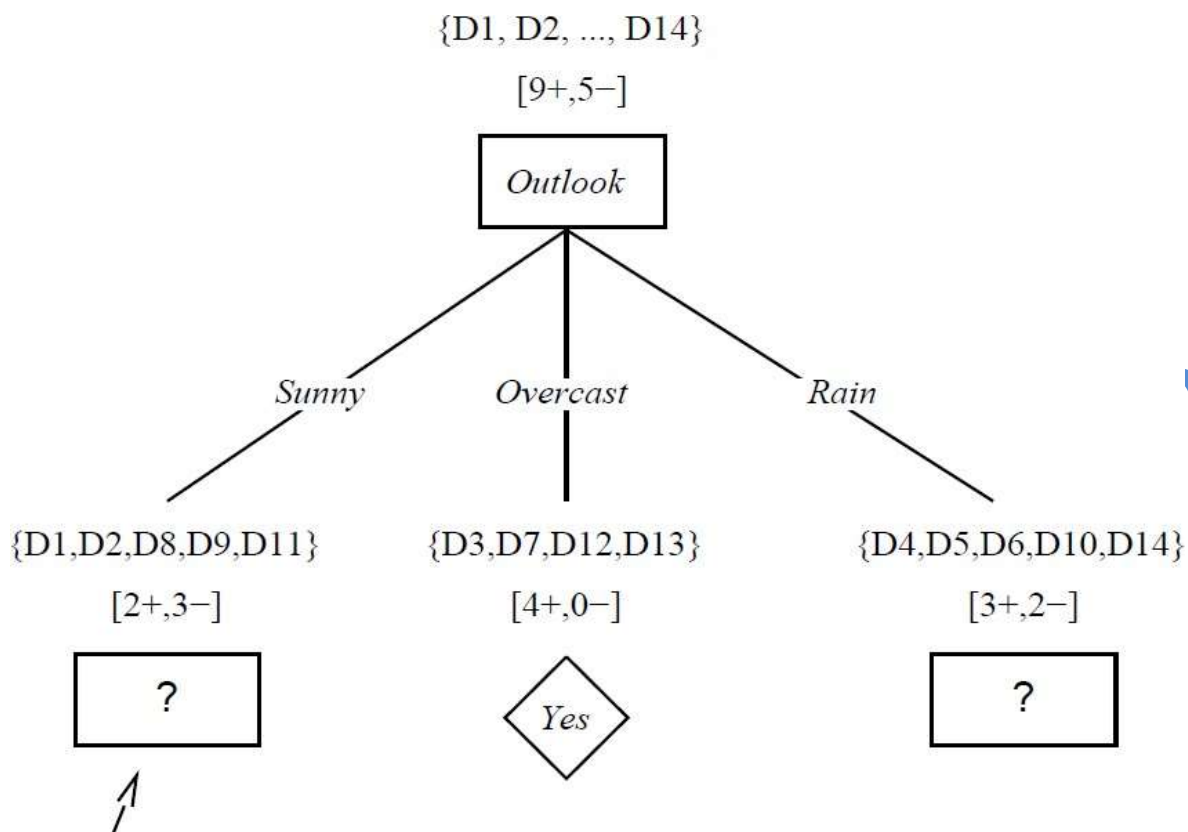 {D1, D2, ..., D14}
[9+,5−]
Outlook
Sunny Overcast Rain
{D1,D2,D8,D9,D11} {D3,D7,D12,D13} {D4,D5,D6,D10,D14}
[2+,3−] [4+,0−] [3+,2−]
? Yes ?